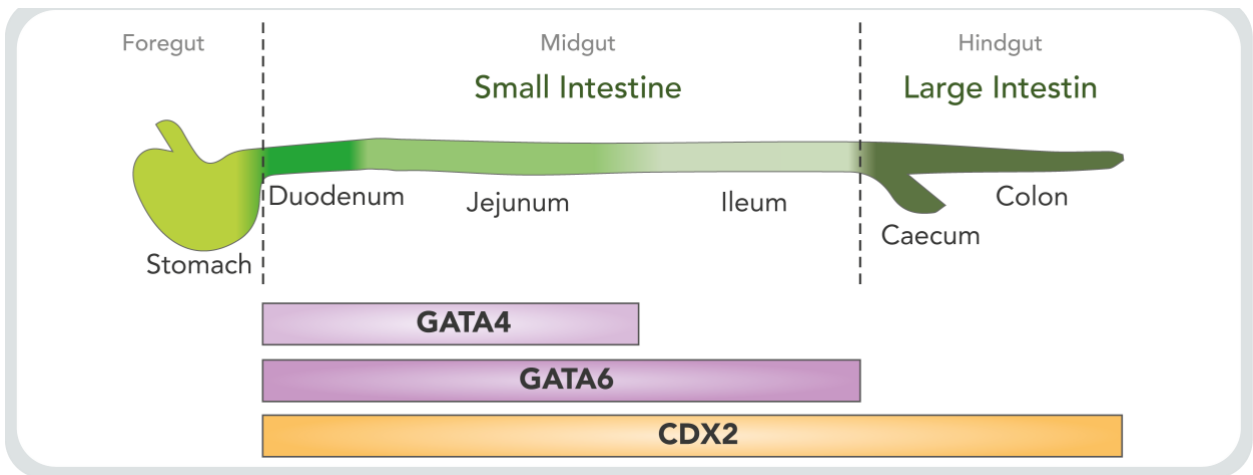 Foregut
Midgut
Hindgut
Small Intestine
Large Intestin
Duodenum
Jejunum
Ileum
Colon
Caecum
Stomach
GATA4
GATA6
CDX2